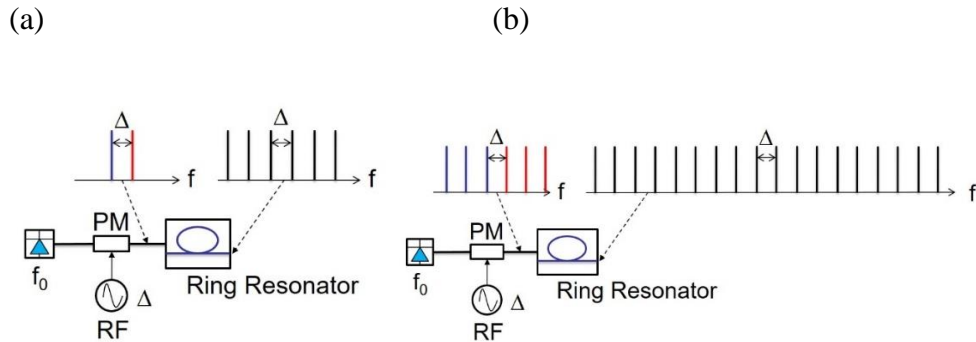 (a)
(b)
Δ
Δ
f
f
Δ
Δ
f
f
PM
f0
Δ
RF
Ring Resonator
PM
f0
Δ
RF
Ring Resonator